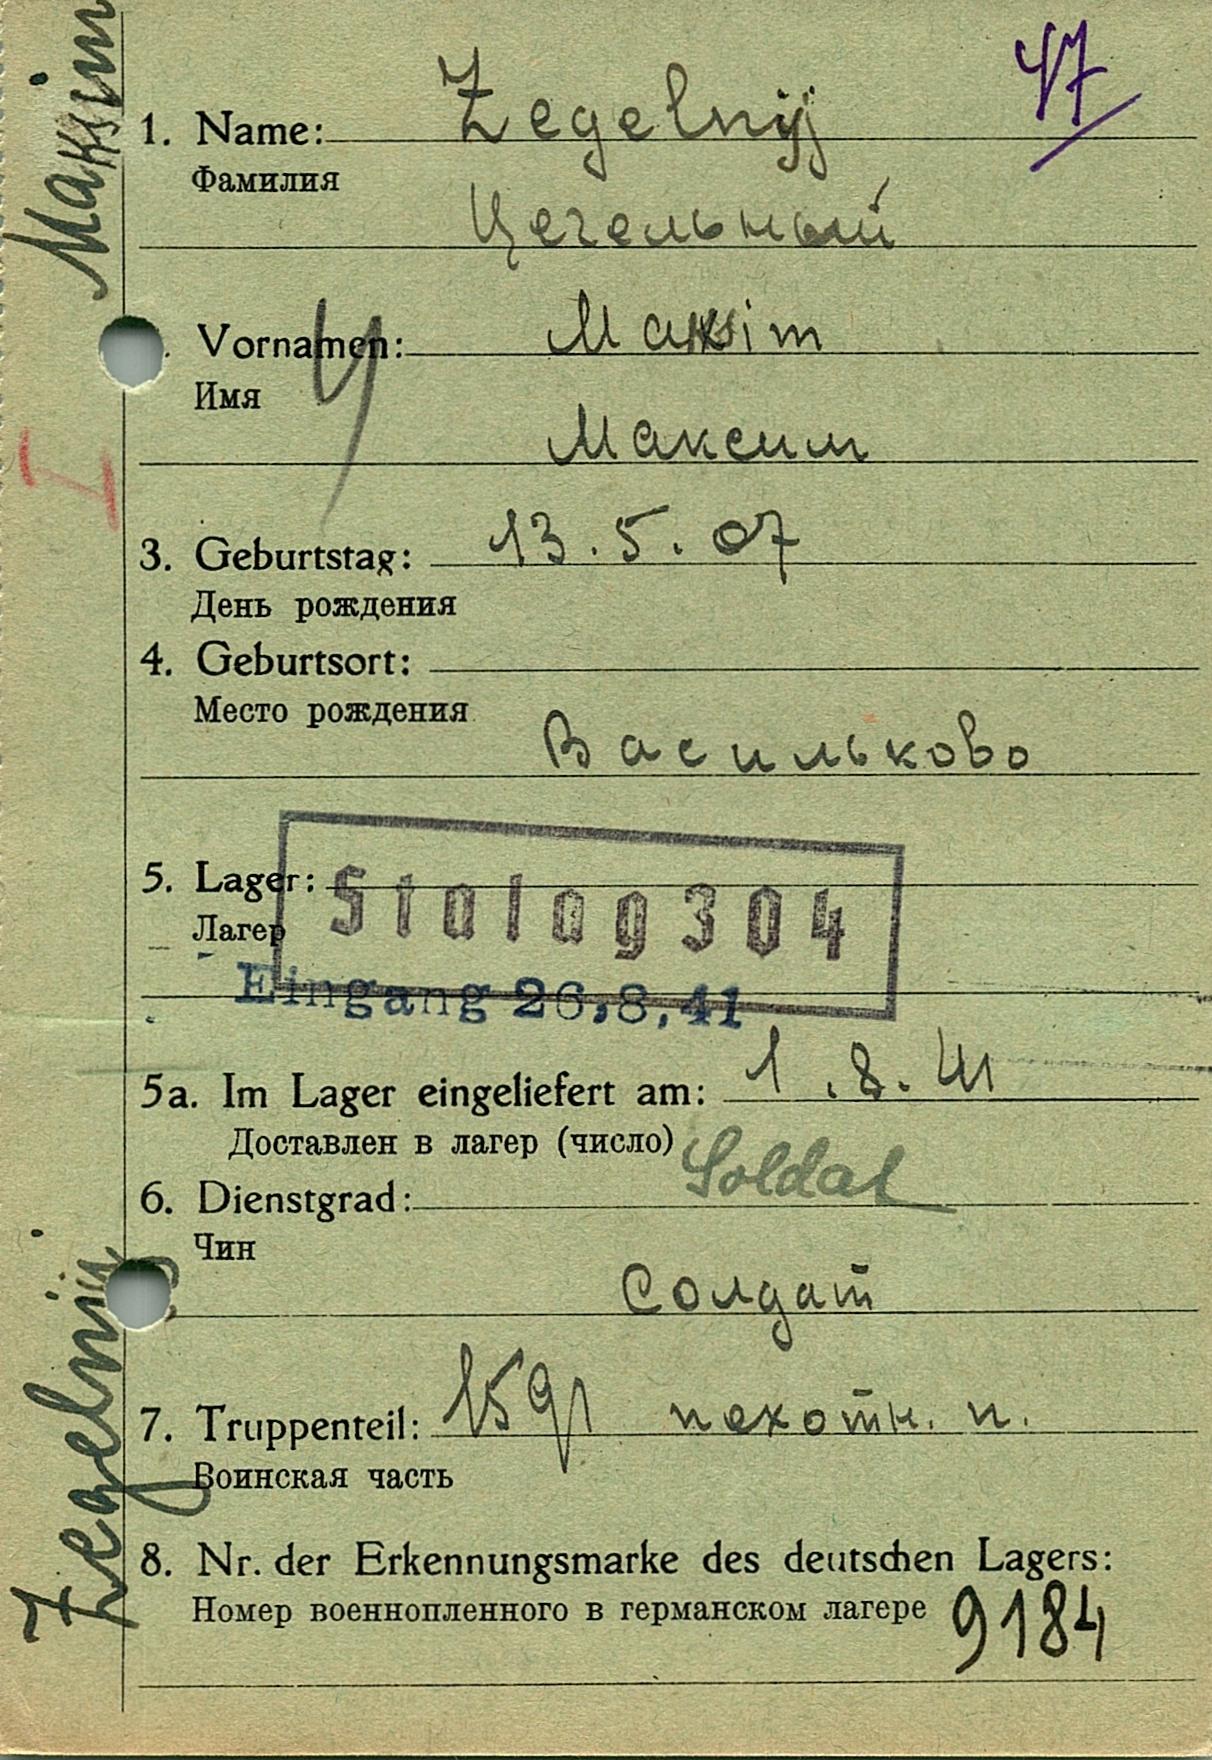 47
1. Name: Zegelnyj
Фамилия
Цегельный
Vornamen: Maksim
Имя
Максим
3. Geburtstag: 13.5.07
День рождения
4. Geburtsort:
Место рождения
Васильково
5. Lager: Stalag 304
Лагер
Eingang 26.8.41
5a. Im Lager eingeliefert am: 1.8.41
Доставлен в лагер (число)
6. Dienstgrad: Soldat
Чин
Солдат
7. Truppenteil: пехотн. п.
Воинская часть
8. Nr. der Erkennungsmarke des deutschen Lagers:
Номер военнопленного в германском лагере 9184
Zegelnij Maksim
I